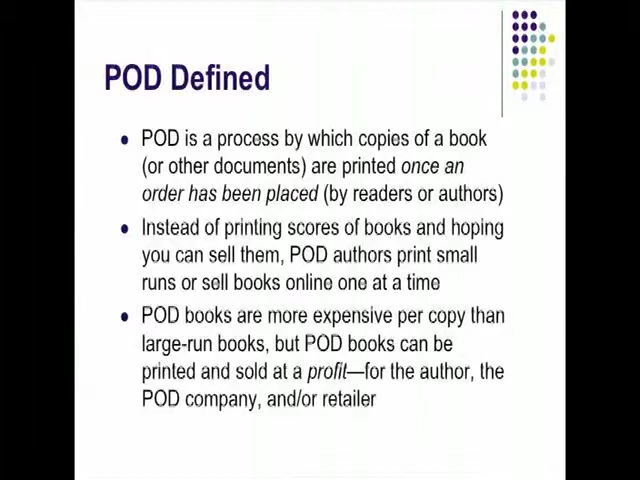 POD Defined
• POD is a process by which copies of a book
(or other documents) are printed once an
order has been placed (by readers or authors)
• Instead of printing scores of books and hoping
you can sell them, POD authors print small
runs or sell books online one at a time
• POD books are more expensive per copy than
large-run books, but POD books can be
printed and sold at a profit—for the author, the
POD company, and/or retailer